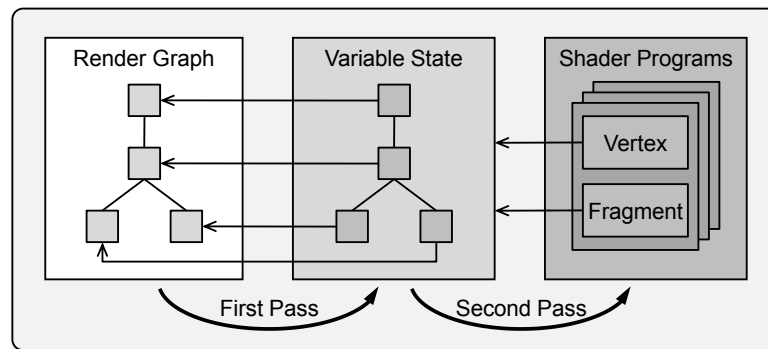 Render Graph
Variable State
Shader Programs
Vertex
Fragment
First Pass
Second Pass